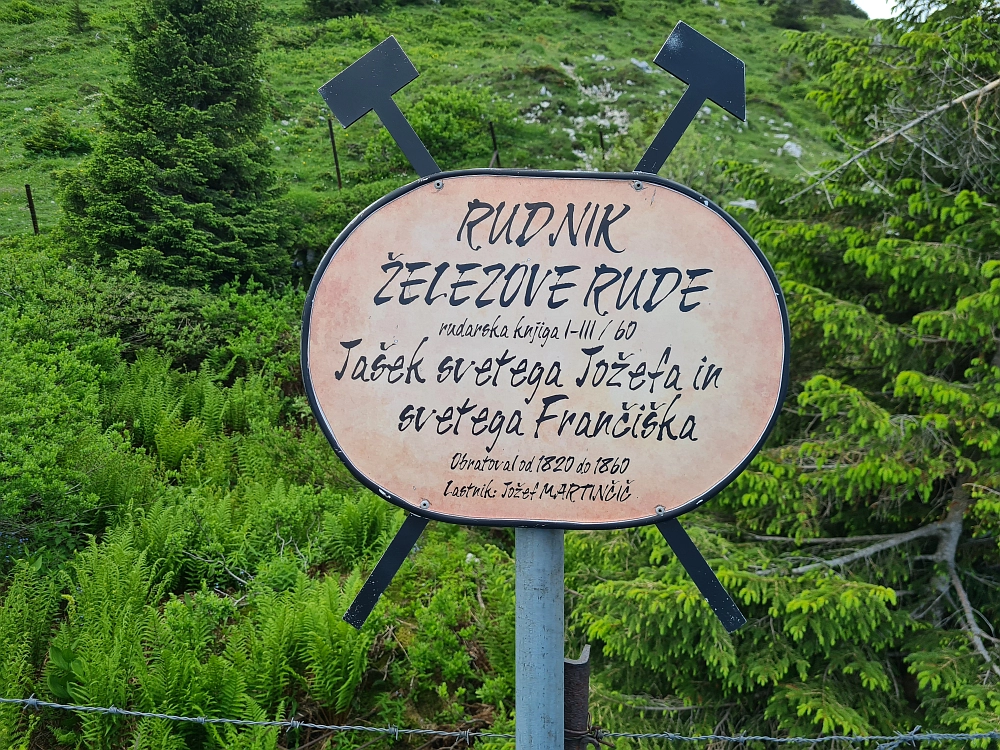 RUDNIK
ŽELEZOVE RUDE
rudarska knjiga I-III / 60
Jašek svetega Jožefa in
svetega Frančiška
Obratoval od 1820 do 1860
Lastnik: Jožef MARTINČIČ